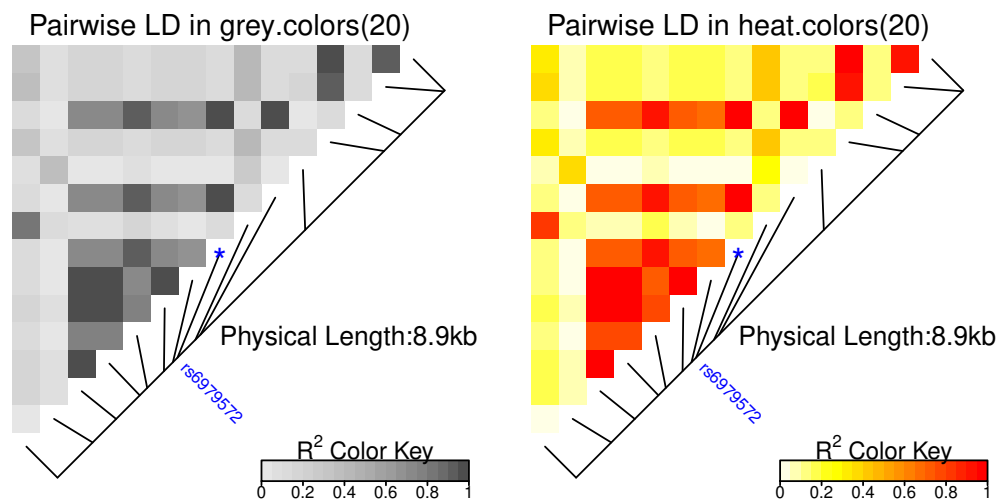 Pairwise LD in grey.colors(20)
*
Physical Length:8.9kb
rs6979572
R² Color Key
0 0.2 0.4 0.6 0.8 1
Pairwise LD in heat.colors(20)
*
Physical Length:8.9kb
rs6979572
R² Color Key
0 0.2 0.4 0.6 0.8 1